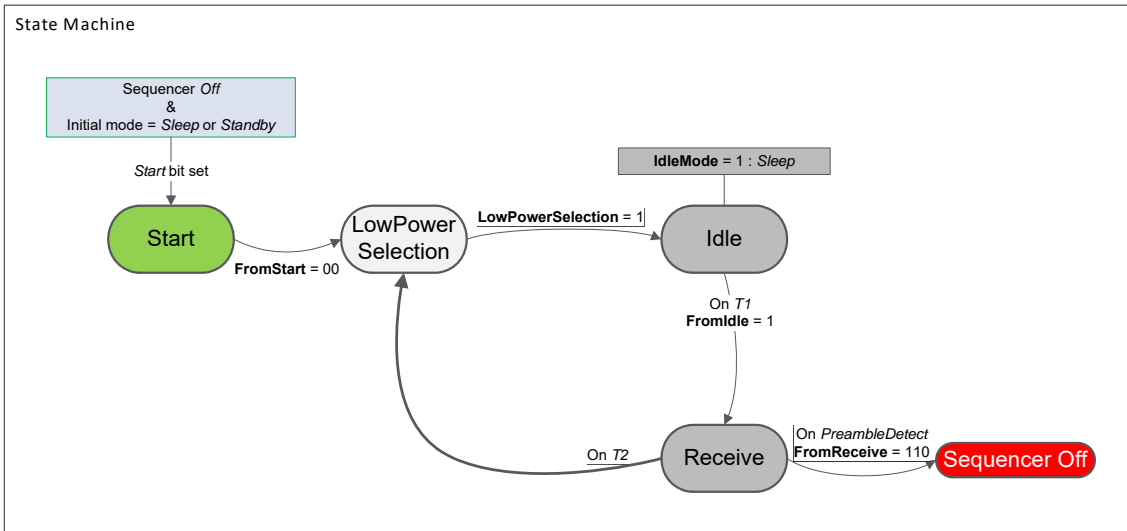 State Machine
Sequencer Off
&
Initial mode = Sleep or Standby
Start bit set
IdleMode = 1 : Sleep
Start
FromStart = 00
LowPower
Selection
LowPowerSelection = 1
Idle
On T1
FromIdle = 1
On T2
Receive
On PreambleDetect
FromReceive = 110
Sequencer Off